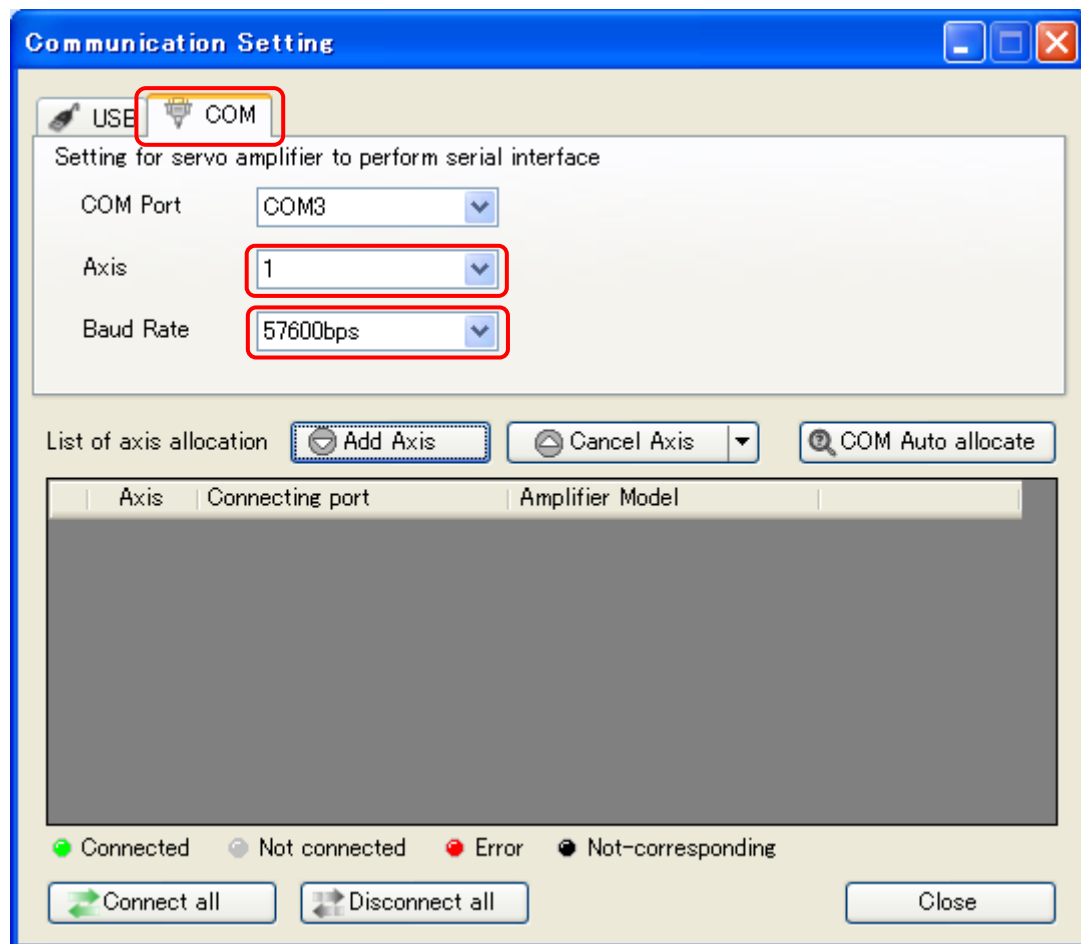 Communication Setting
USB COM
Setting for servo amplifier to perform serial interface
COM Port COM3
Axis 1
Baud Rate 57600bps
List of axis allocation Add Axis Cancel Axis COM Auto allocate
Axis Connecting port Amplifier Model
Connected Not connected Error Not-corresponding
Connect all Disconnect all Close